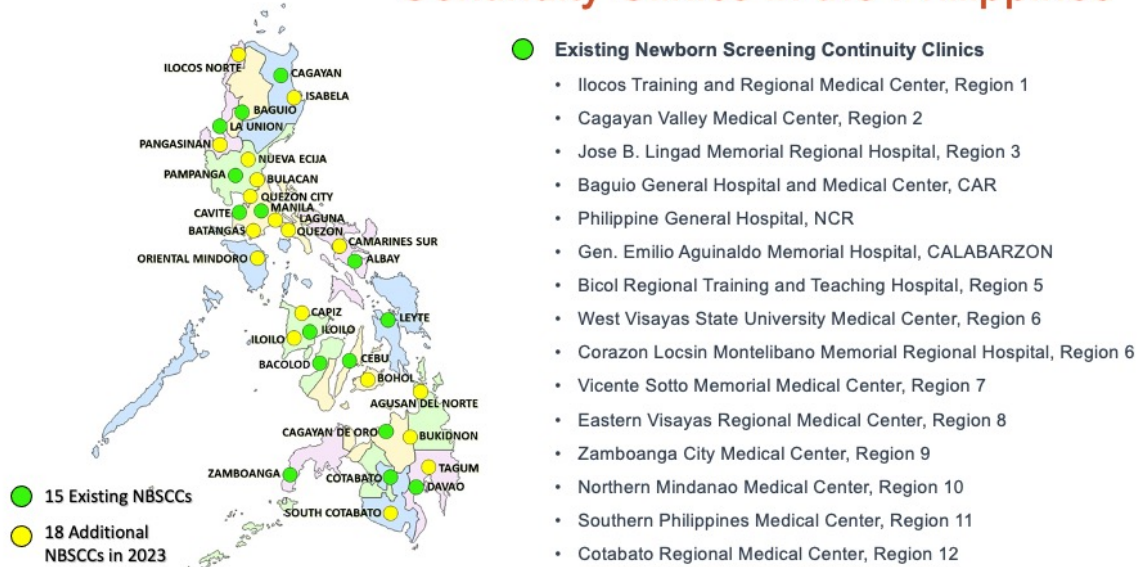 ILOCOS NORTE
CAGAYAN
ISABELA
BAGUIO
LA UNION
PANGASINAN
NUEVA ECIJA
PAMPANGA
BULACAN
QUEZON CITY
CAVITE
MANILA
LAGUNA
BATANGAS
QUEZON
CAMARINES SUR
ORIENTAL MINDORO
ALBAY
CAPIZ
LEYTE
ILOILO
ILOILO
BACOLOD
CEBU
BOHOL
AGUSAN DEL NORTE
CAGAYAN DE ORO
BUKIDNON
ZAMBOANGA
TAGUM
COTABATO
DAVAO
SOUTH COTABATO
15 Existing NBSCCs
18 Additional
NBSCCs in 2023
Existing Newborn Screening Continuity Clinics
• Ilocos Training and Regional Medical Center, Region 1
• Cagayan Valley Medical Center, Region 2
• Jose B. Lingad Memorial Regional Hospital, Region 3
• Baguio General Hospital and Medical Center, CAR
• Philippine General Hospital, NCR
• Gen. Emilio Aguinaldo Memorial Hospital, CALABARZON
• Bicol Regional Training and Teaching Hospital, Region 5
• West Visayas State University Medical Center, Region 6
• Corazon Locsin Montelibano Memorial Regional Hospital, Region 6
• Vicente Sotto Memorial Medical Center, Region 7
• Eastern Visayas Regional Medical Center, Region 8
• Zamboanga City Medical Center, Region 9
• Northern Mindanao Medical Center, Region 10
• Southern Philippines Medical Center, Region 11
• Cotabato Regional Medical Center, Region 12